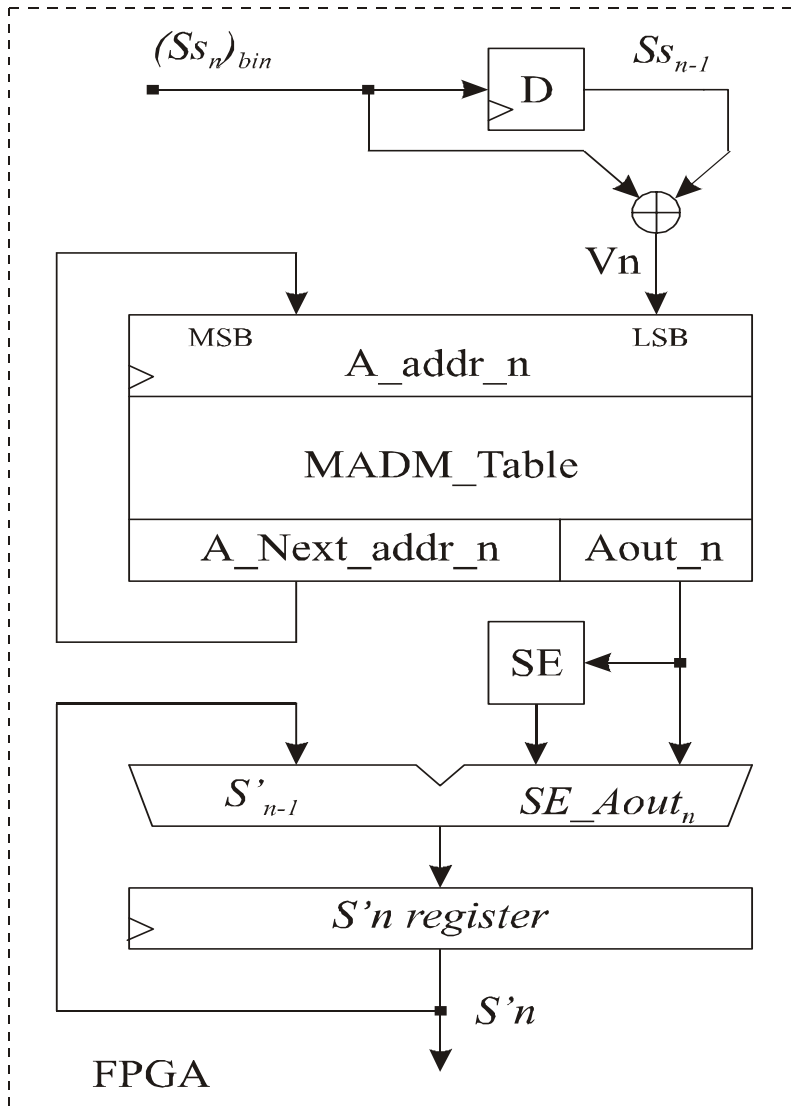 (Ss_n)_bin
Ss_n-1
D
Vn
MSB
LSB
A_addr_n
MADM_Table
A_Next_addr_n
Aout_n
SE
S'_n-1
SE_Aout_n
S'n register
S'n
FPGA